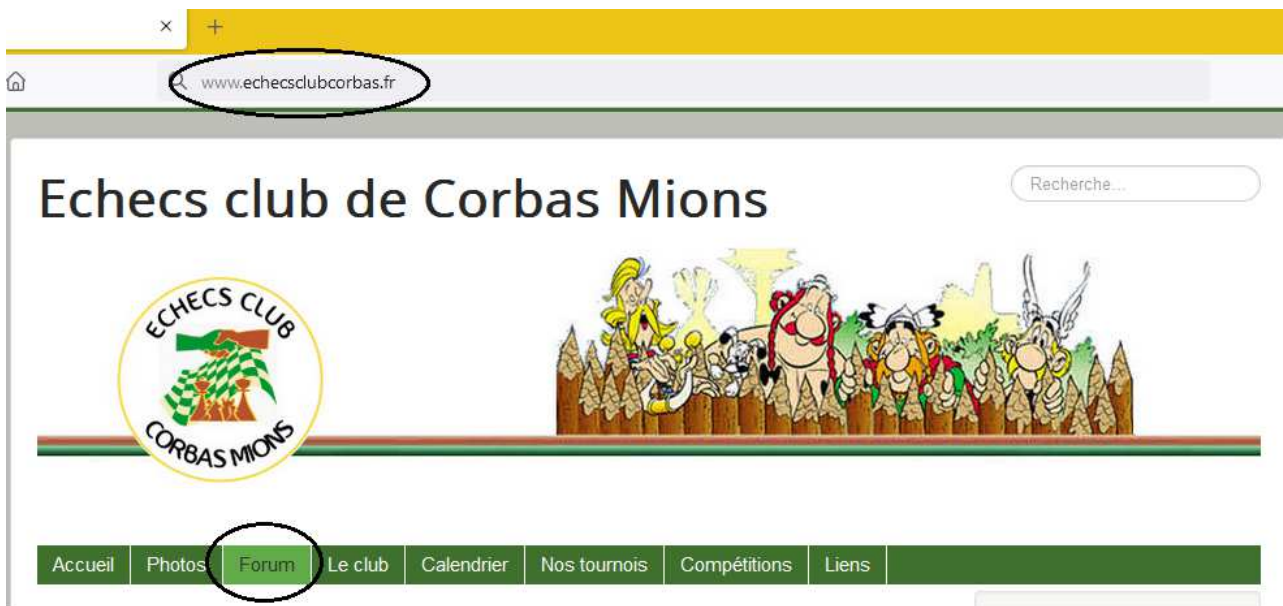 www.echecsclubcorbas.fr
Echecs club de Corbas Mions
Recherche...
ECHECS CLUB
CORBAS MIONS
Accueil Photos Forum Le club Calendrier Nos tournois Compétitions Liens